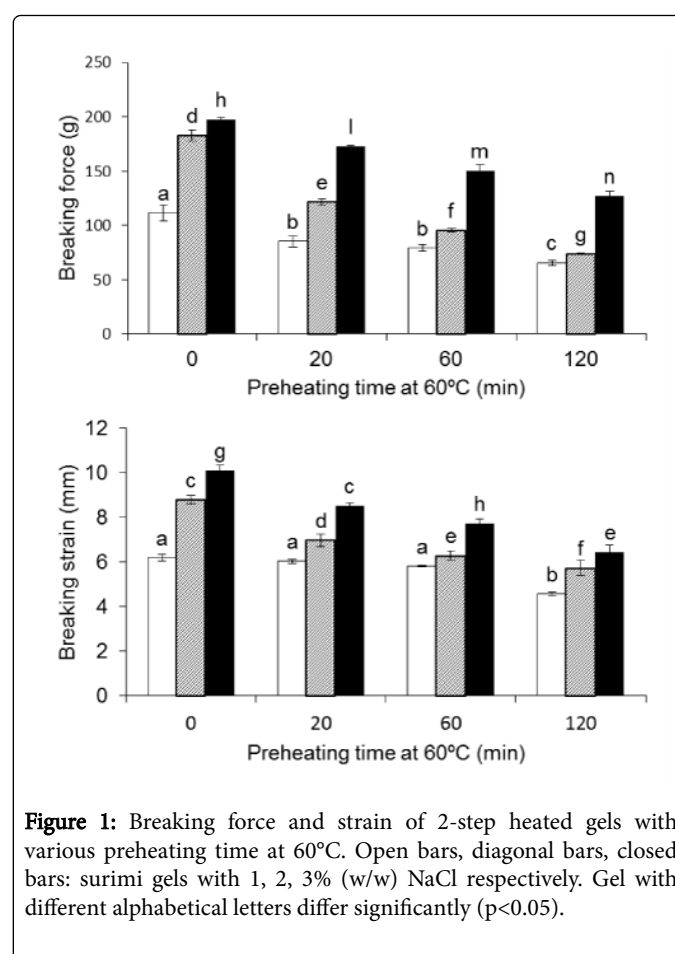 250
200
150
100
50
0
Breaking force (g)
a d h
b e l
b f m
c g n
0 20 60 120
Preheating time at 60ºC (min)
12
10
8
6
4
2
0
Breaking strain (mm)
a c g
a d c
a e h
b f e
0 20 60 120
Preheating time at 60ºC (min)
Figure 1: Breaking force and strain of 2-step heated gels with
various preheating time at 60°C. Open bars, diagonal bars, closed
bars: surimi gels with 1, 2, 3% (w/w) NaCl respectively. Gel with
different alphabetical letters differ significantly (p<0.05).